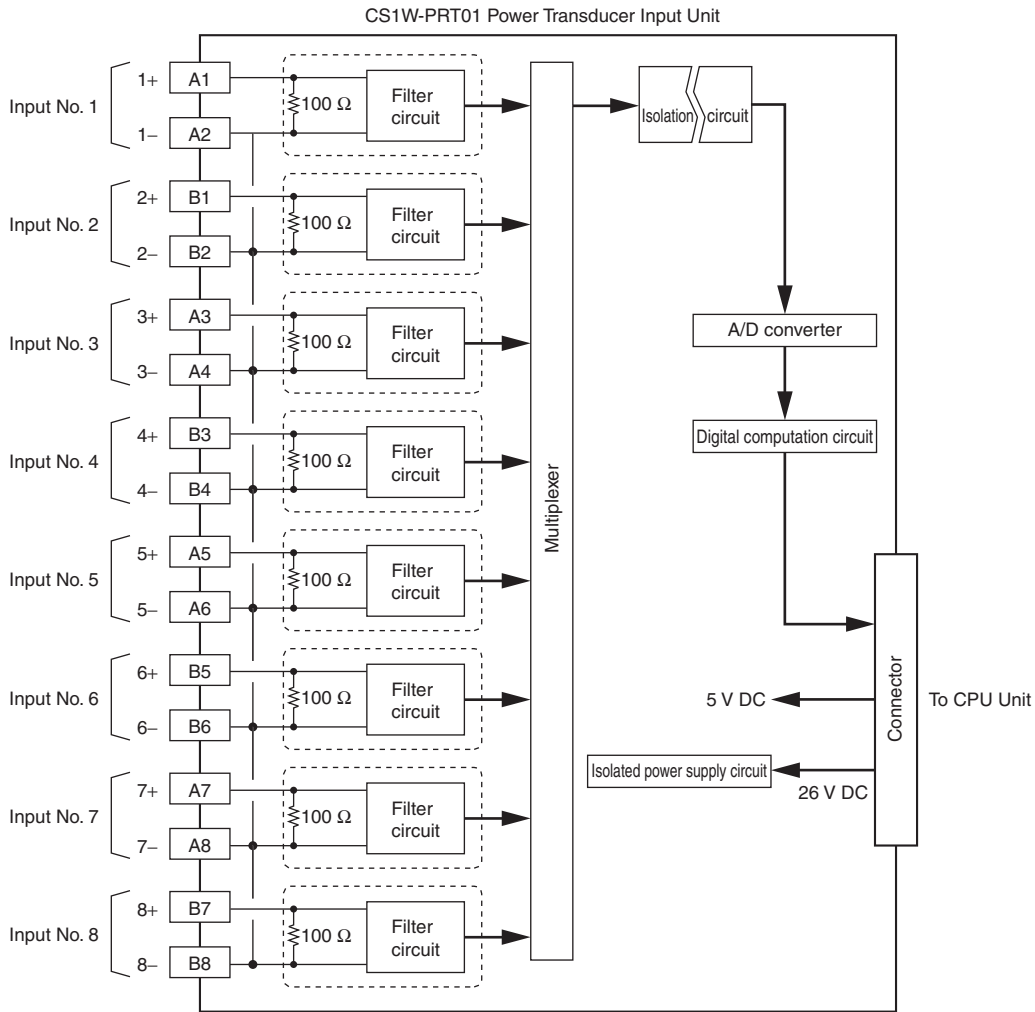 CS1W-PRT01 Power Transducer Input Unit
Input No. 1
1+
A1
1−
A2
100 Ω
Filter
circuit
Input No. 2
2+
B1
2−
B2
100 Ω
Filter
circuit
Input No. 3
3+
A3
3−
A4
100 Ω
Filter
circuit
Input No. 4
4+
B3
4−
B4
100 Ω
Filter
circuit
Input No. 5
5+
A5
5−
A6
100 Ω
Filter
circuit
Input No. 6
6+
B5
6−
B6
100 Ω
Filter
circuit
Input No. 7
7+
A7
7−
A8
100 Ω
Filter
circuit
Input No. 8
8+
B7
8−
B8
100 Ω
Filter
circuit
Multiplexer
Isolation circuit
A/D converter
Digital computation circuit
Connector
To CPU Unit
5 V DC
Isolated power supply circuit
26 V DC